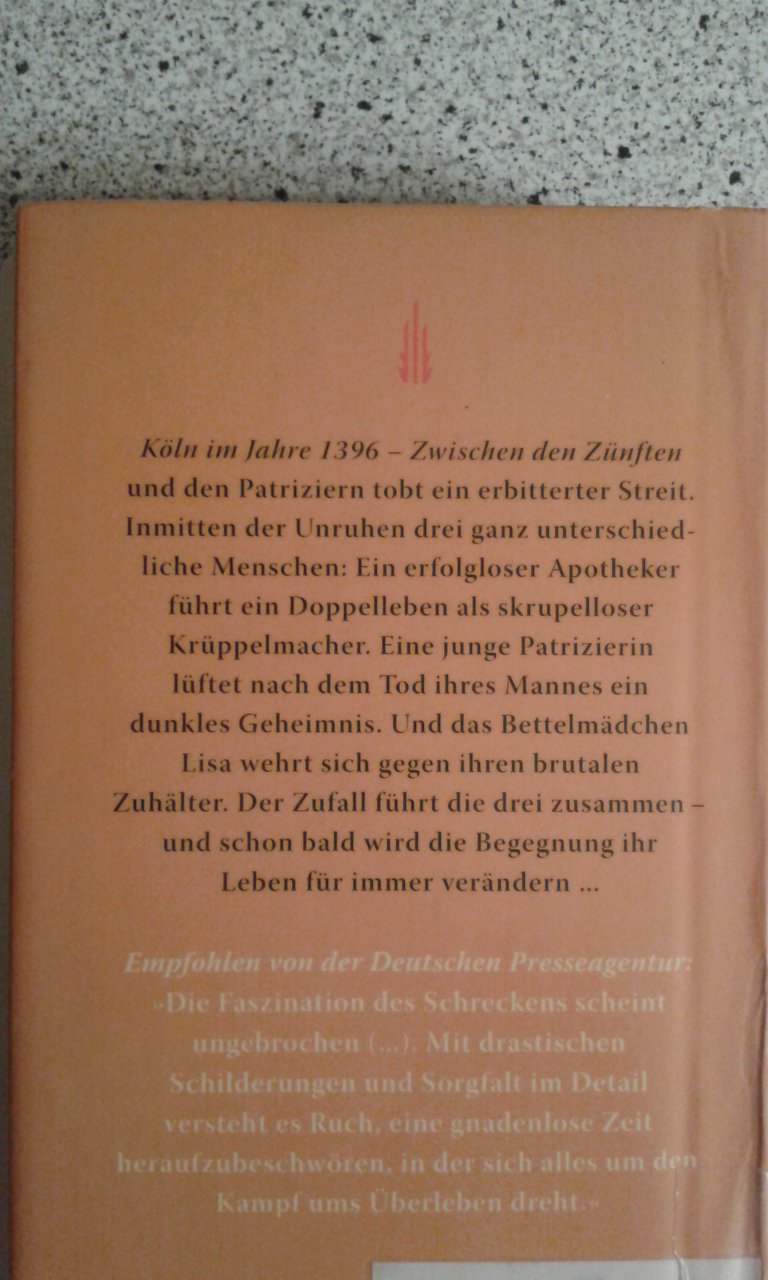 Köln im Jahre 1396 – Zwischen den Zünften
und den Patriziern tobt ein erbitterter Streit.
Inmitten der Unruhen drei ganz unterschied-
liche Menschen: Ein erfolgloser Apotheker
führt ein Doppelleben als skrupelloser
Krüppelmacher. Eine junge Patrizierin
lüftet nach dem Tod ihres Mannes ein
dunkles Geheimnis. Und das Bettelmädchen
Lisa wehrt sich gegen ihren brutalen
Zuhälter. Der Zufall führt die drei zusammen –
und schon bald wird die Begegnung ihr
Leben für immer verändern ...
Empfohlen von der Deutschen Presseagentur:
»Die Faszination des Schreckens scheint
ungebrochen (...). Mit drastischen
Schilderungen und Sorgfalt im Detail
versteht es Ruch, eine gnadenlose Zeit
heraufzubeschwören, in der sich alles um den
Kampf ums Überleben dreht.«